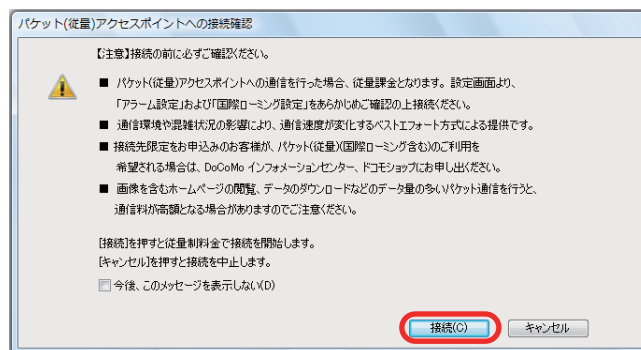 パケット(従量)アクセスポイントへの接続確認
【注意】接続の前に必ずご確認ください。
■ パケット(従量)アクセスポイントへの通信を行った場合、従量課金となります。設定画面より、
「アラーム設定」および「国際ローミング設定」をあらかじめご確認の上接続ください。
■ 通信環境や混雑状況の影響により、通信速度が変化するベストエフォート方式による提供です。
■ 接続先限定をお申込みのお客様が、パケット(従量)(国際ローミング含む)のご利用を
希望される場合は、DoCoMo インフォメーションセンター、ドコモショップにお申し出ください。
■ 画像を含むホームページの閲覧、データのダウンロードなどのデータ量の多いパケット通信を行うと、
通信料が高額となる場合がありますのでご注意ください。
[接続]を押すと従量制料金で接続を開始します。
[キャンセル]を押すと接続を中止します。
今後、このメッセージを表示しない(D)
接続(C)
キャンセル